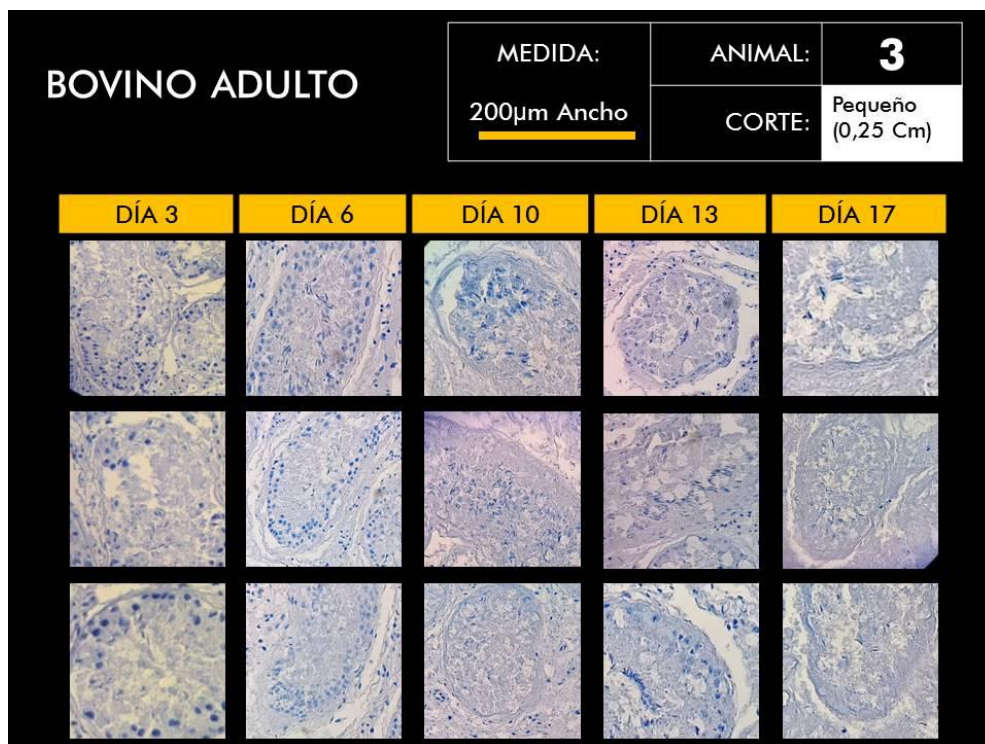 BOVINO ADULTO
MEDIDA:
200µm Ancho
ANIMAL:
3
CORTE:
Pequeño
(0,25 Cm)
DÍA 3
DÍA 6
DÍA 10
DÍA 13
DÍA 17